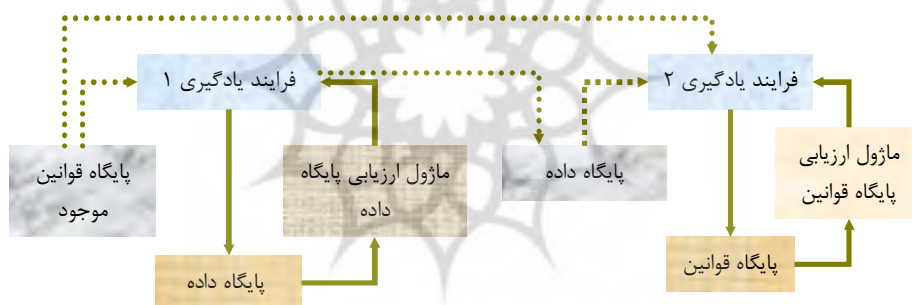 فرایند یادگیری ۱
فرایند یادگیری ۲
پایگاه قوانین
موجود
ماژول ارزیابی پایگاه
داده
پایگاه داده
ماژول ارزیابی
پایگاه قوانین
پایگاه داده
پایگاه قوانین